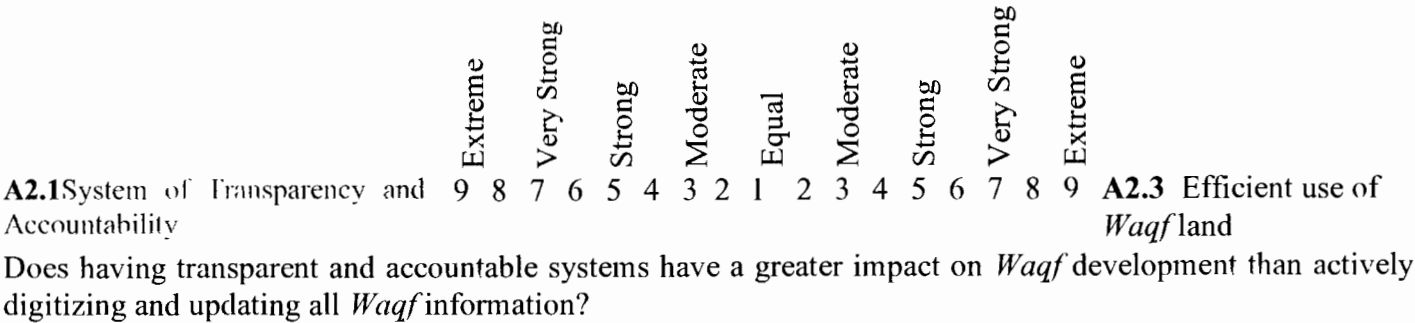 Extreme
Very Strong
Strong
Moderate
Equal
Moderate
Strong
Very Strong
Extreme
A2.1System of Transparency and 9 8 7 6 5 4 3 2 1 2 3 4 5 6 7 8 9 A2.3 Efficient use of
Accountability Waqf land
Does having transparent and accountable systems have a greater impact on Waqf development than actively
digitizing and updating all Waqf information?